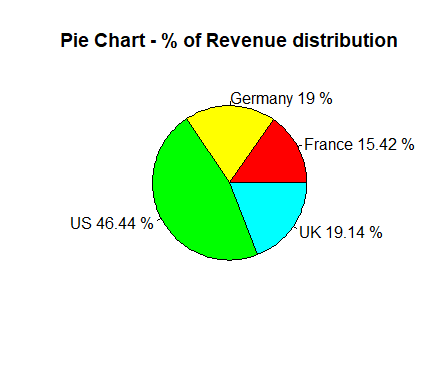 Pie Chart - % of Revenue distribution
Germany 19 %
France 15.42 %
US 46.44 %
UK 19.14 %